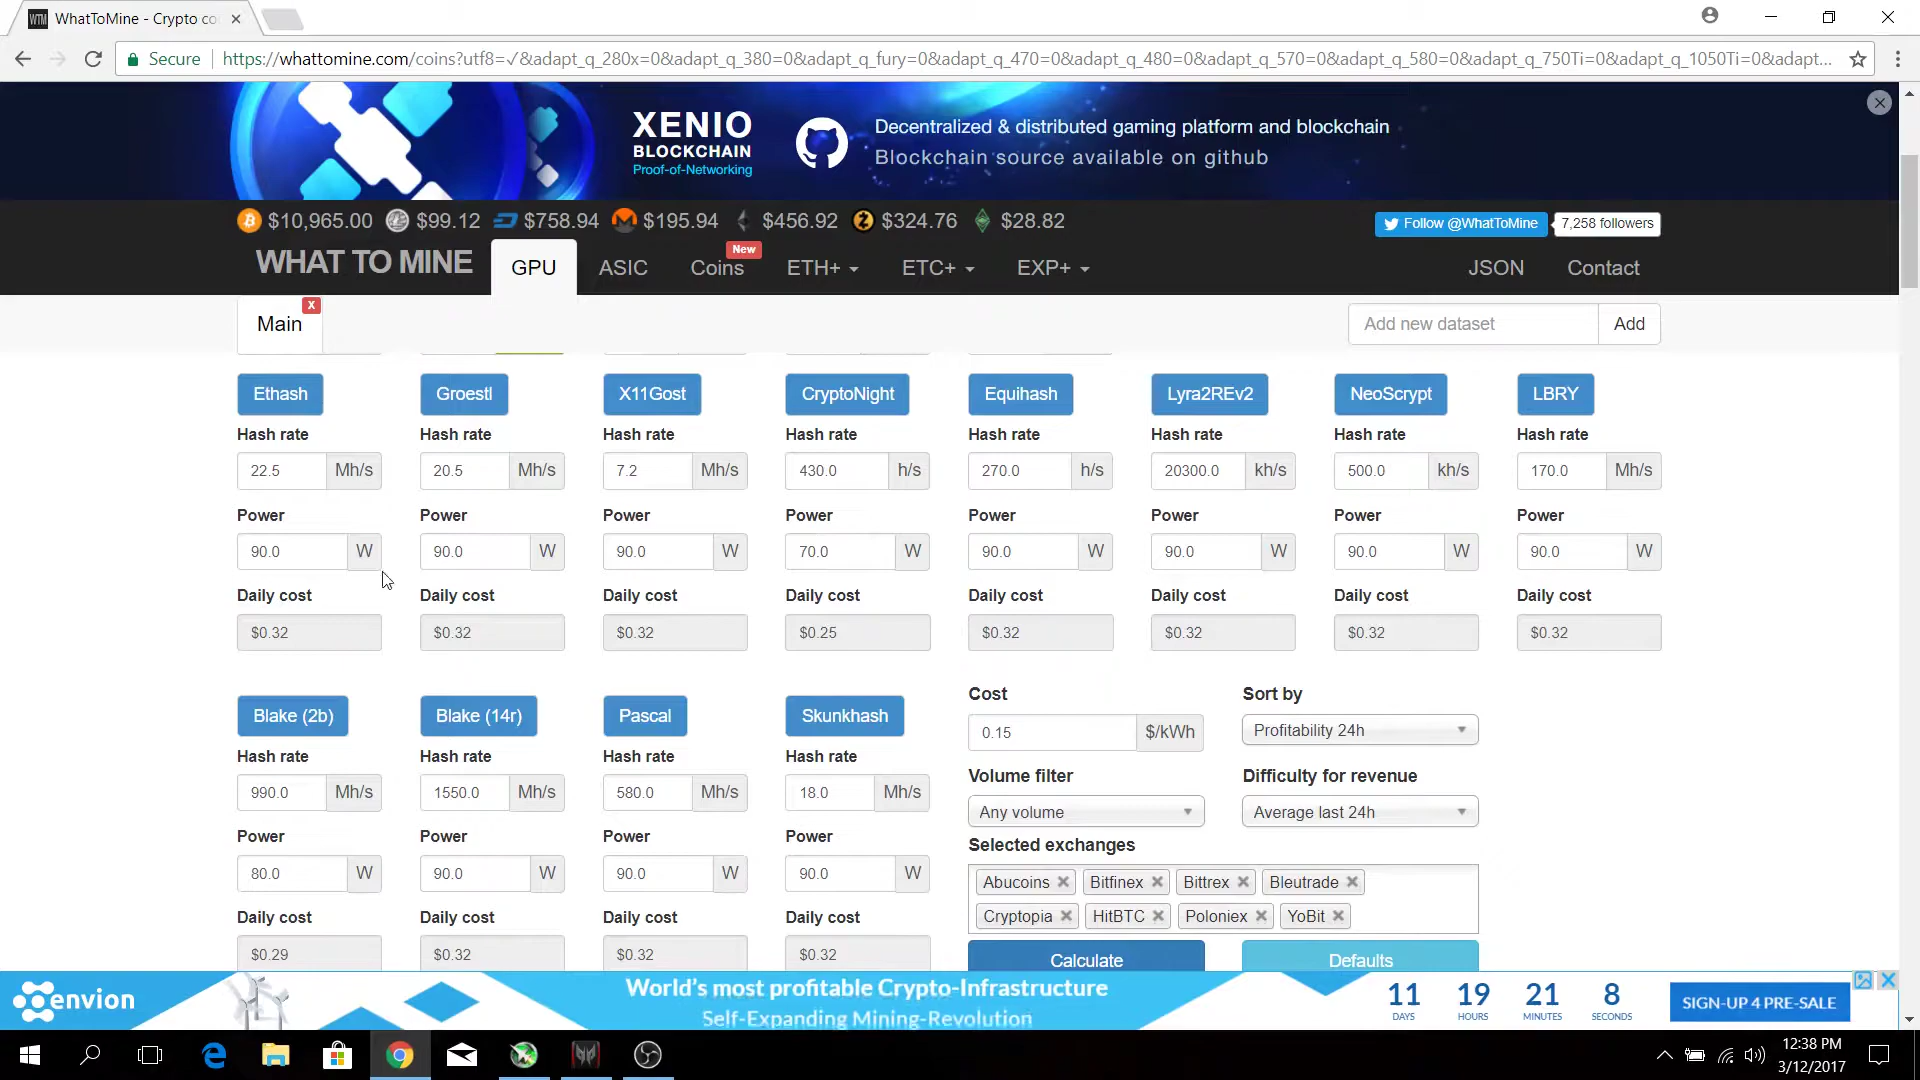 WTM WhatToMine - Crypto co
Secure https://whattomine.com/coins?utf8=✓&adapt_q_280x=0&adapt_q_380=0&adapt_q_fury=0&adapt_q_470=0&adapt_q_480=0&adapt_q_570=0&adapt_q_580=0&adapt_q_750Ti=0&adapt_q_1050Ti=0&adapt...
XENIO
BLOCKCHAIN
Proof-of-Networking
Decentralized & distributed gaming platform and blockchain
Blockchain source available on github
$10,965.00 $99.12 $758.94 $195.94 $456.92 $324.76 $28.82
Follow @WhatToMine 7,258 followers
WHAT TO MINE GPU ASIC Coins New ETH+ ETC+ EXP+ JSON Contact
Main x Add new dataset Add
Ethash Groestl X11Gost CryptoNight Equihash Lyra2REv2 NeoScrypt LBRY
Hash rate Hash rate Hash rate Hash rate Hash rate Hash rate Hash rate Hash rate
22.5 Mh/s 20.5 Mh/s 7.2 Mh/s 430.0 h/s 270.0 h/s 20300.0 kh/s 500.0 kh/s 170.0 Mh/s
Power Power Power Power Power Power Power Power
90.0 W 90.0 W 90.0 W 70.0 W 90.0 W 90.0 W 90.0 W 90.0 W
Daily cost Daily cost Daily cost Daily cost Daily cost Daily cost Daily cost Daily cost
$0.32 $0.32 $0.32 $0.25 $0.32 $0.32 $0.32 $0.32
Blake (2b) Blake (14r) Pascal Skunkhash
Hash rate Hash rate Hash rate Hash rate
990.0 Mh/s 1550.0 Mh/s 580.0 Mh/s 18.0 Mh/s
Power Power Power Power
80.0 W 90.0 W 90.0 W 90.0 W
Daily cost Daily cost Daily cost Daily cost
$0.29 $0.32 $0.32 $0.32
Cost Sort by
0.15 $/kWh Profitability 24h
Volume filter Difficulty for revenue
Any volume Average last 24h
Selected exchanges
Abucoins Bitfinex Bittrex Bleutrade
Cryptopia HitBTC Poloniex YoBit
Calculate Defaults
envion
World's most profitable Crypto-Infrastructure
Self-Expanding Mining-Revolution
11 19 21 8
DAYS HOURS MINUTES SECONDS
SIGN-UP 4 PRE-SALE
12:38 PM
3/12/2017